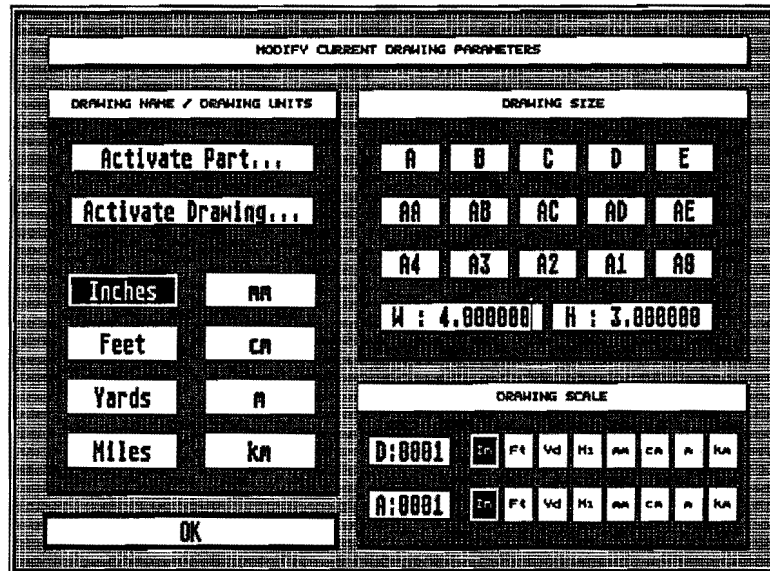 MODIFY CURRENT DRAWING PARAMETERS
DRAWING NAME / DRAWING UNITS
Activate Part...
Activate Drawing...
Inches mm
Feet cm
Yards m
Miles km
OK
DRAWING SIZE
A B C D E
AA AB AC AD AE
A4 A3 A2 A1 A0
W : 4.000000 H : 3.000000
DRAWING SCALE
D:0001 In Ft Yd Mi mm cm m km
A:0001 In Ft Yd Mi mm cm m km